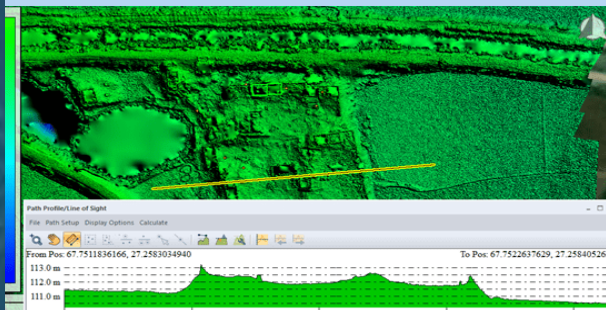 Path Profile/Line of Sight
File Path Setup Display Options Calculate
From Pos: 67.7511836166, 27.2583034940 To Pos: 67.7522637629, 27.25840526
113.0 m
112.0 m
111.0 m